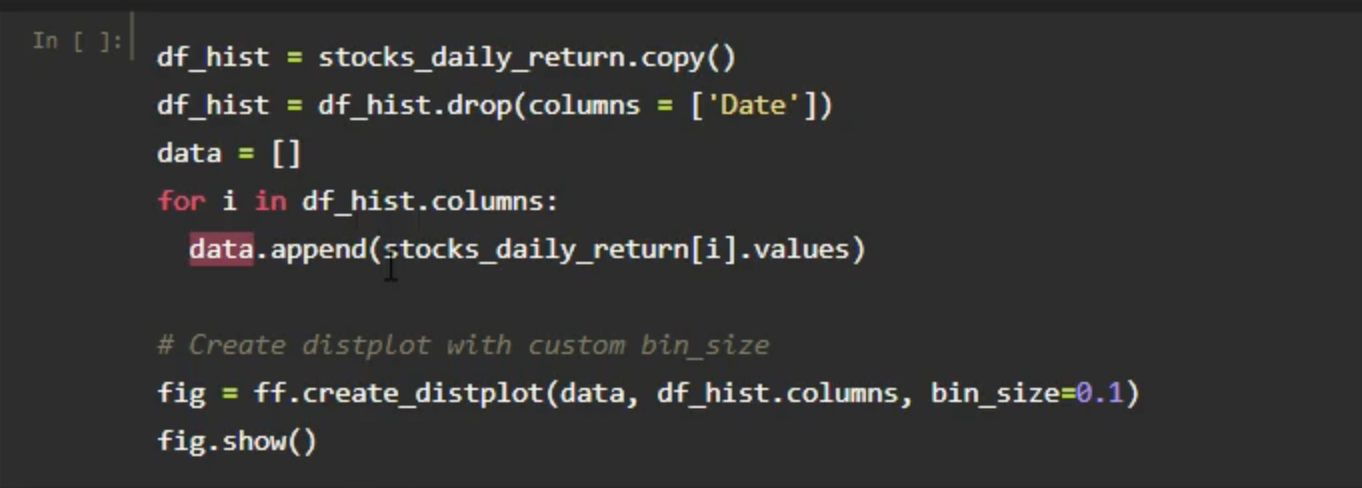 In [ ]:
df_hist = stocks_daily_return.copy()
df_hist = df_hist.drop(columns = ['Date'])
data = []
for i in df_hist.columns:
  data.append(stocks_daily_return[i].values)

# Create distplot with custom bin_size
fig = ff.create_distplot(data, df_hist.columns, bin_size=0.1)
fig.show()